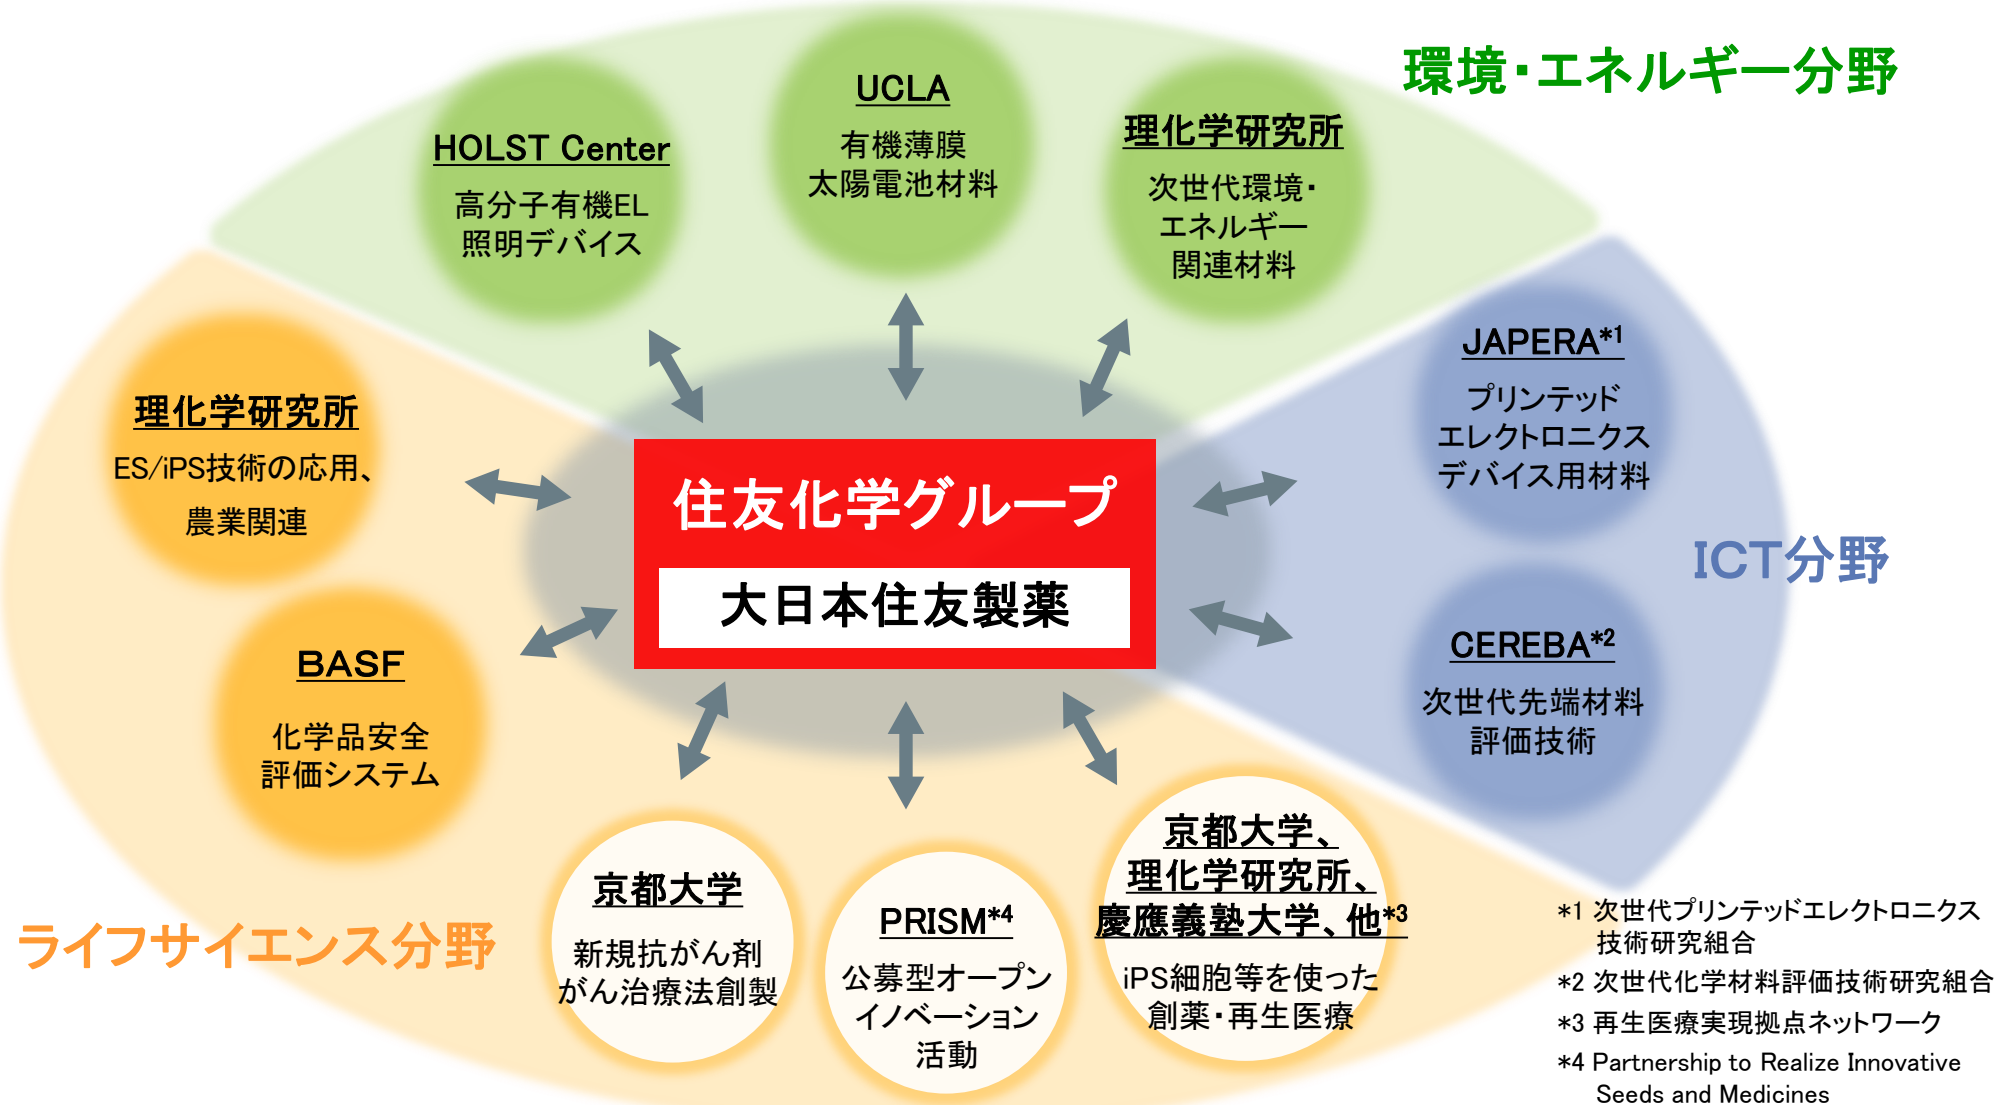 環境・エネルギー分野
HOLST Center
高分子有機EL
照明デバイス
UCLA
有機薄膜
太陽電池材料
理化学研究所
次世代環境・
エネルギー
関連材料
JAPERA*1
プリンテッド
エレクトロニクス
デバイス用材料
ICT分野
CEREBA*2
次世代先端材料
評価技術
理化学研究所
ES/iPS技術の応用、
農業関連
BASF
化学品安全
評価システム
住友化学グループ
大日本住友製薬
ライフサイエンス分野
京都大学
新規抗がん剤
がん治療法創製
PRISM*4
公募型オープン
イノベーション
活動
京都大学、
理化学研究所、
慶應義塾大学、他*3
iPS細胞等を使った
創薬・再生医療
*1 次世代プリンテッドエレクトロニクス
技術研究組合
*2 次世代化学材料評価技術研究組合
*3 再生医療実現拠点ネットワーク
*4 Partnership to Realize Innovative
Seeds and Medicines